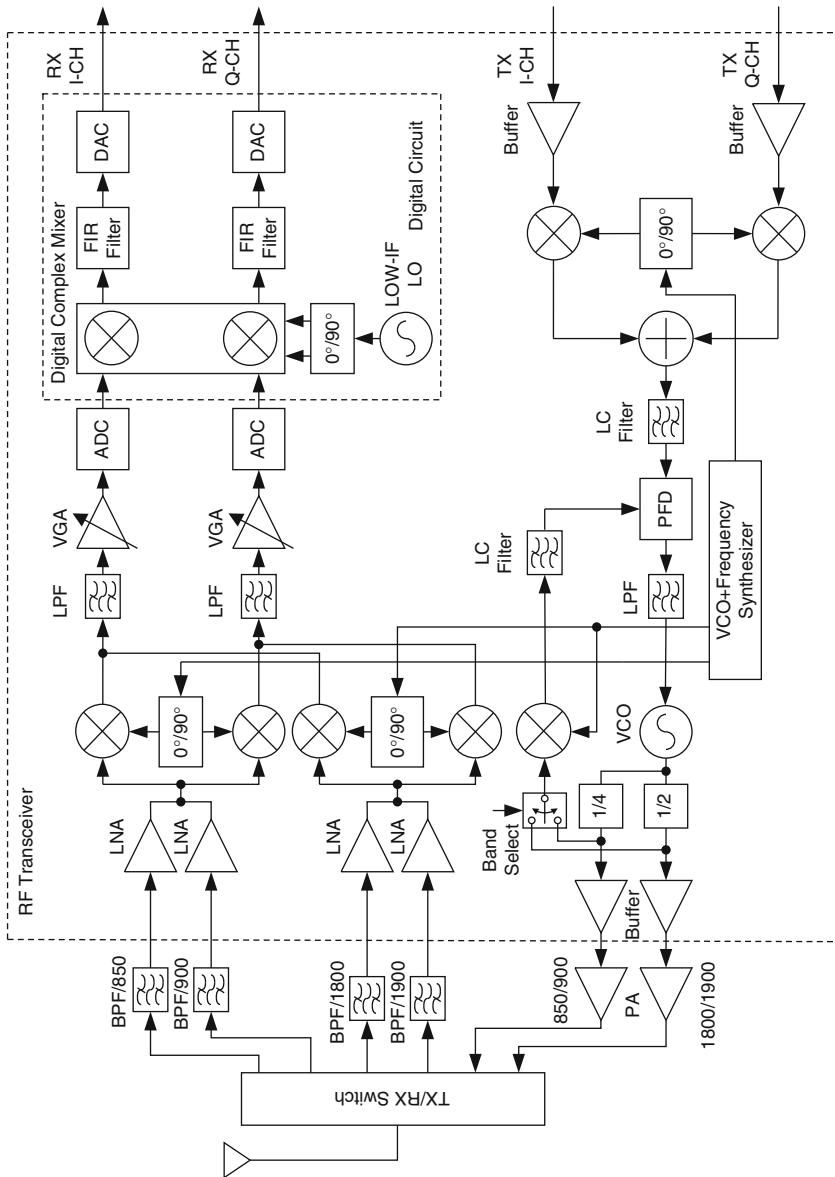 RF Transceiver
TX/RX Switch
BPF/850
BPF/900
BPF/1800
BPF/1900
LNA
LNA
LNA
LNA
0°/90°
0°/90°
LPF
LPF
VGA
VGA
ADC
ADC
Digital Complex Mixer
FIR
Filter
FIR
Filter
DAC
DAC
0°/90°
LOW-IF
LO
Digital Circuit
RX
I-CH
RX
Q-CH
850/900
PA
1800/1900
Buffer
Band
Select
1/4
1/2
VCO
LC
Filter
LPF
PFD
LC
Filter
VCO+Frequency
Synthesizer
0°/90°
Buffer
Buffer
TX
I-CH
TX
Q-CH